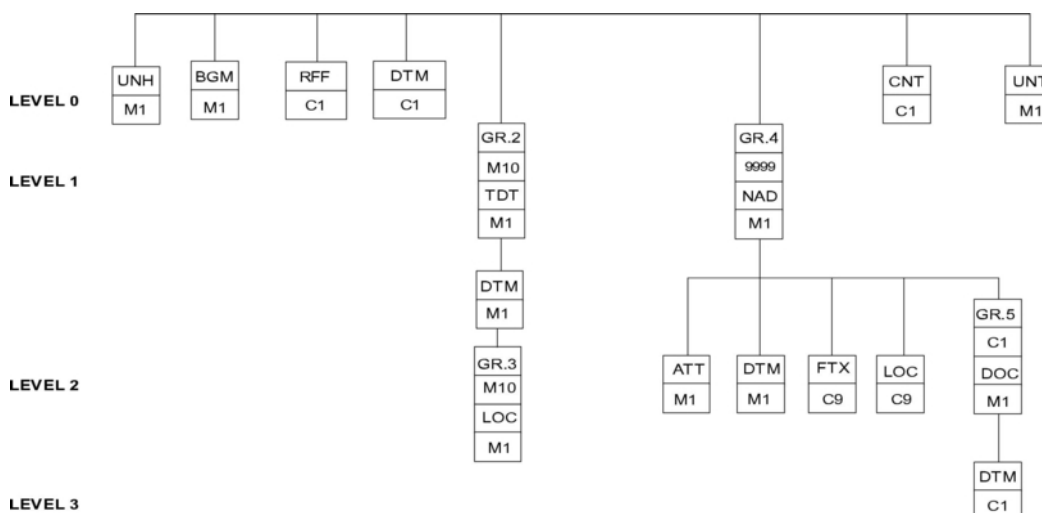 UNH
M1
BGM
M1
RFF
C1
DTM
C1
CNT
C1
UNT
M1
LEVEL 0
GR.2
M10
TDT
M1
GR.4
9999
NAD
M1
LEVEL 1
DTM
M1
GR.3
M10
LOC
M1
ATT
M1
DTM
M1
FTX
C9
LOC
C9
GR.5
C1
DOC
M1
LEVEL 2
DTM
C1
LEVEL 3